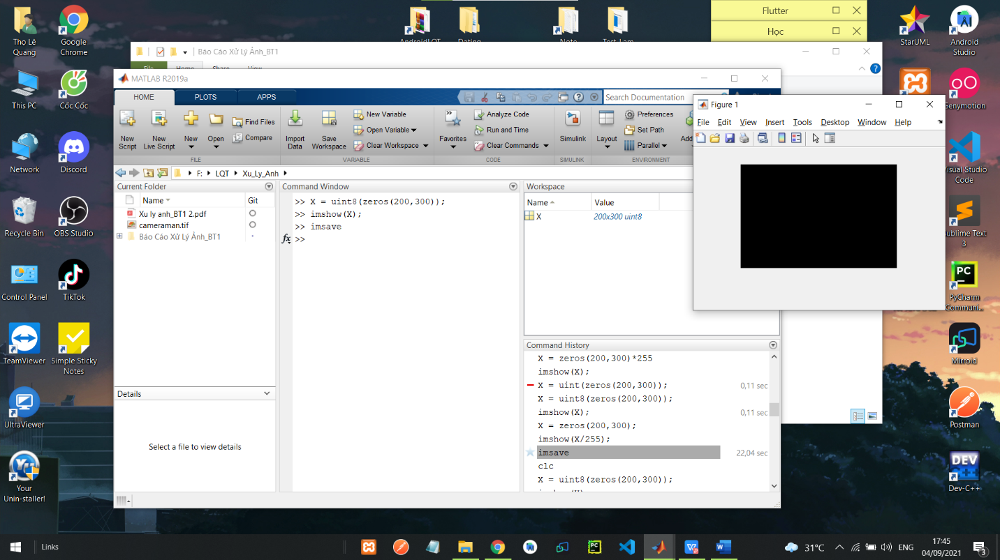 Tho Lê
Quang
Google
Chrome
This PC
Cốc Cốc
Network
Discord
Recycle Bin
OBS Studio
Control Panel
TikTok
TeamViewer
Simple Sticky
Notes
UltraViewer
Your
Unin-staller!
Flutter
Học
StarUML
Android
Studio
Genymotion
Visual Studio
Code
Sublime Text
3
PyCharm
Communi...
Mirroid
Postman
Dev-C++
Báo Cáo Xử Lý Ảnh_BT1
File
Home
Share
View
MATLAB R2019a
HOME
PLOTS
APPS
Search Documentation
New
Script
New
Live Script
New
Open
Find Files
Compare
FILE
Import
Data
Save
Workspace
New Variable
Open Variable
Clear Workspace
VARIABLE
Favorites
Analyze Code
Run and Time
Clear Commands
CODE
Simulink
SIMULINK
Layout
Preferences
Set Path
Parallel
ENVIRONMENT
F: LQT Xu_Ly_Anh
Current Folder
Name Git
Xu ly anh_BT1 2.pdf
cameraman.tif
Báo Cáo Xử Lý Ảnh_BT1
Details
Select a file to view details
Command Window
>> X = uint8(zeros(200,300));
>> imshow(X);
>> imsave
fx >>
Workspace
Name Value
X 200x300 uint8
Command History
X = zeros(200,300)*255
imshow(X);
X = uint(zeros(200,300)); 0,11 sec
X = uint8(zeros(200,300));
imshow(X); 0,11 sec
X = zeros(200,300);
imshow(X/255);
imsave 22,04 sec
clc
X = uint8(zeros(200,300));
Figure 1
File Edit View Insert Tools Desktop Window Help
Links
31°C
ENG
17:45
04/09/2021
3